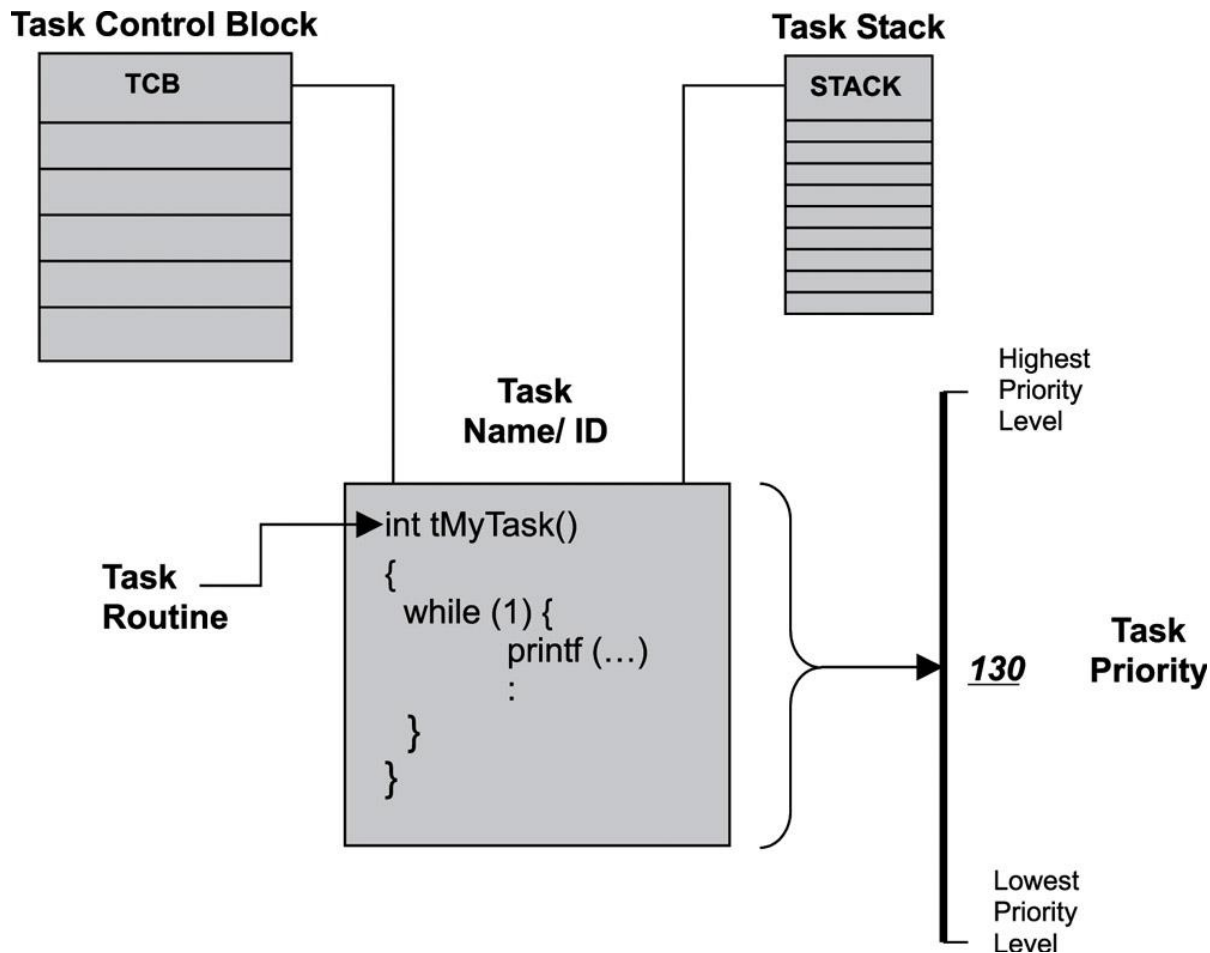 Task Control Block
TCB
Task Stack
STACK
Highest
Priority
Level
Task
Name/ ID
int tMyTask()
{
while (1) {
printf (…)
:
}
}
Task
Routine
130
Task
Priority
Lowest
Priority
Level